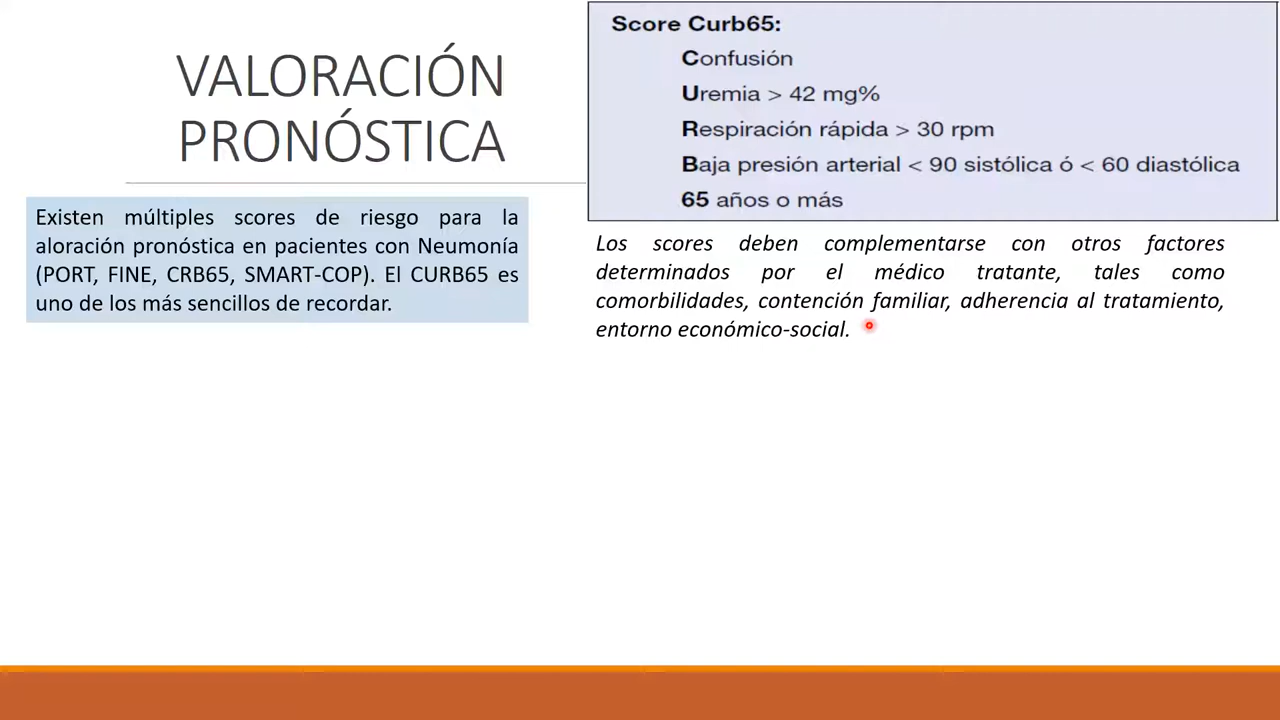 VALORACIÓN
PRONÓSTICA
Existen múltiples scores de riesgo para la
aloración pronóstica en pacientes con Neumonía
(PORT, FINE, CRB65, SMART-COP). El CURB65 es
uno de los más sencillos de recordar.
Score Curb65:
Confusión
Uremia > 42 mg%
Respiración rápida > 30 rpm
Baja presión arterial < 90 sistólica ó < 60 diastólica
65 años o más
Los scores deben complementarse con otros factores
determinados por el médico tratante, tales como
comorbilidades, contención familiar, adherencia al tratamiento,
entorno económico-social.